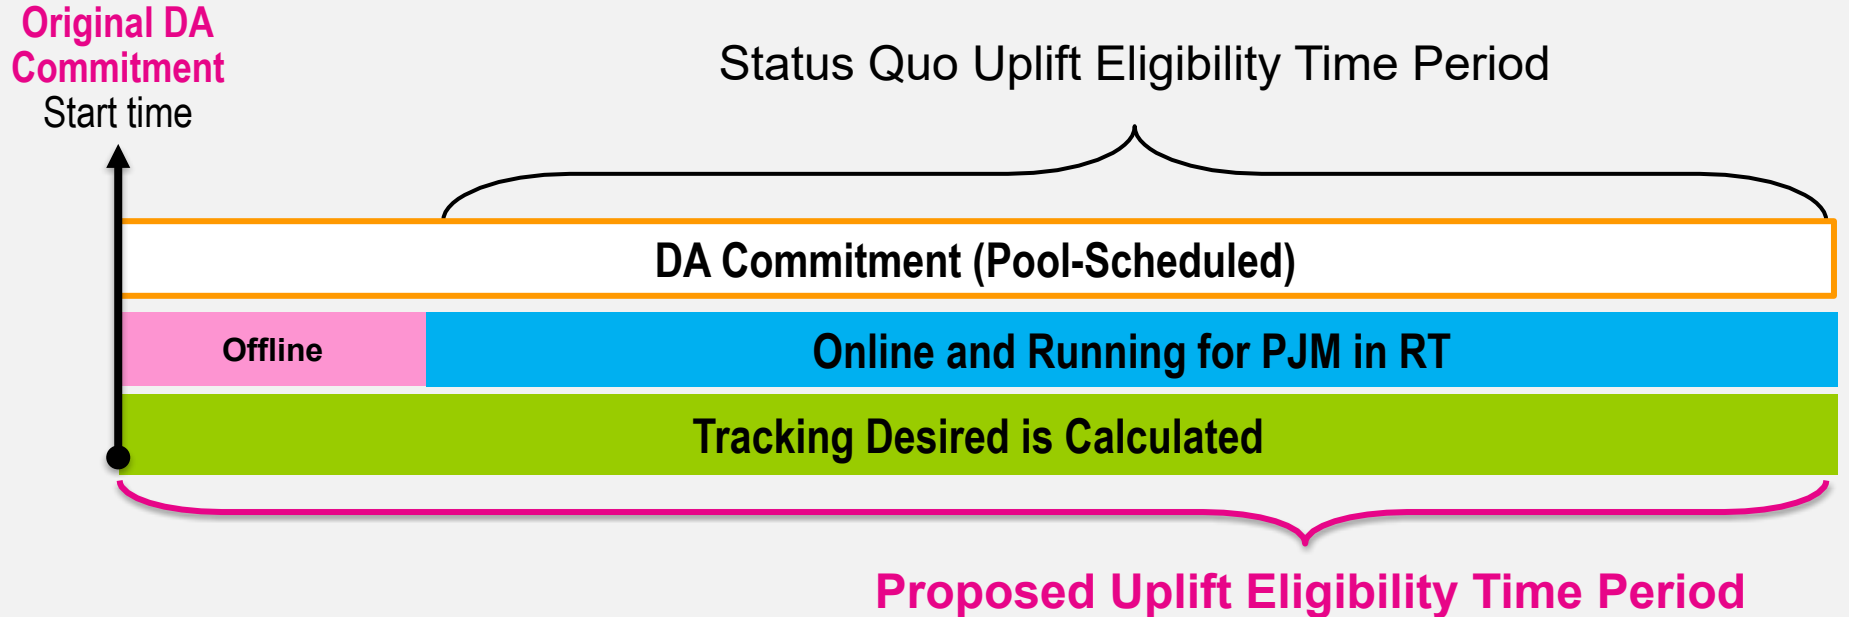 Original DA
Commitment
Start time
Status Quo Uplift Eligibility Time Period
DA Commitment (Pool-Scheduled)
Offline
Online and Running for PJM in RT
Tracking Desired is Calculated
Proposed Uplift Eligibility Time Period